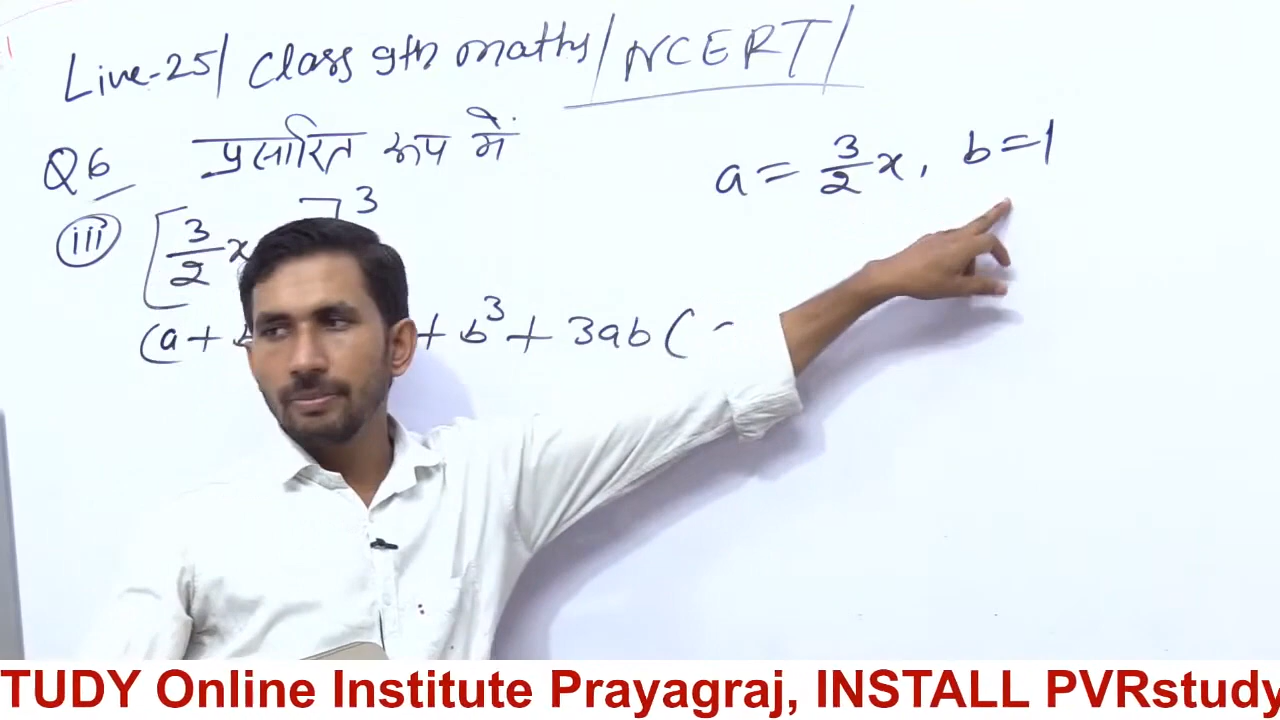 Live-25/ Class 9th maths/ NCERT/
Q6 प्रसारित रूप में
a = 3/2 x, b = 1
iii [3/2 x ]^3
(a + + b^3 + 3ab (
TUDY Online Institute Prayagraj, INSTALL PVRstudy